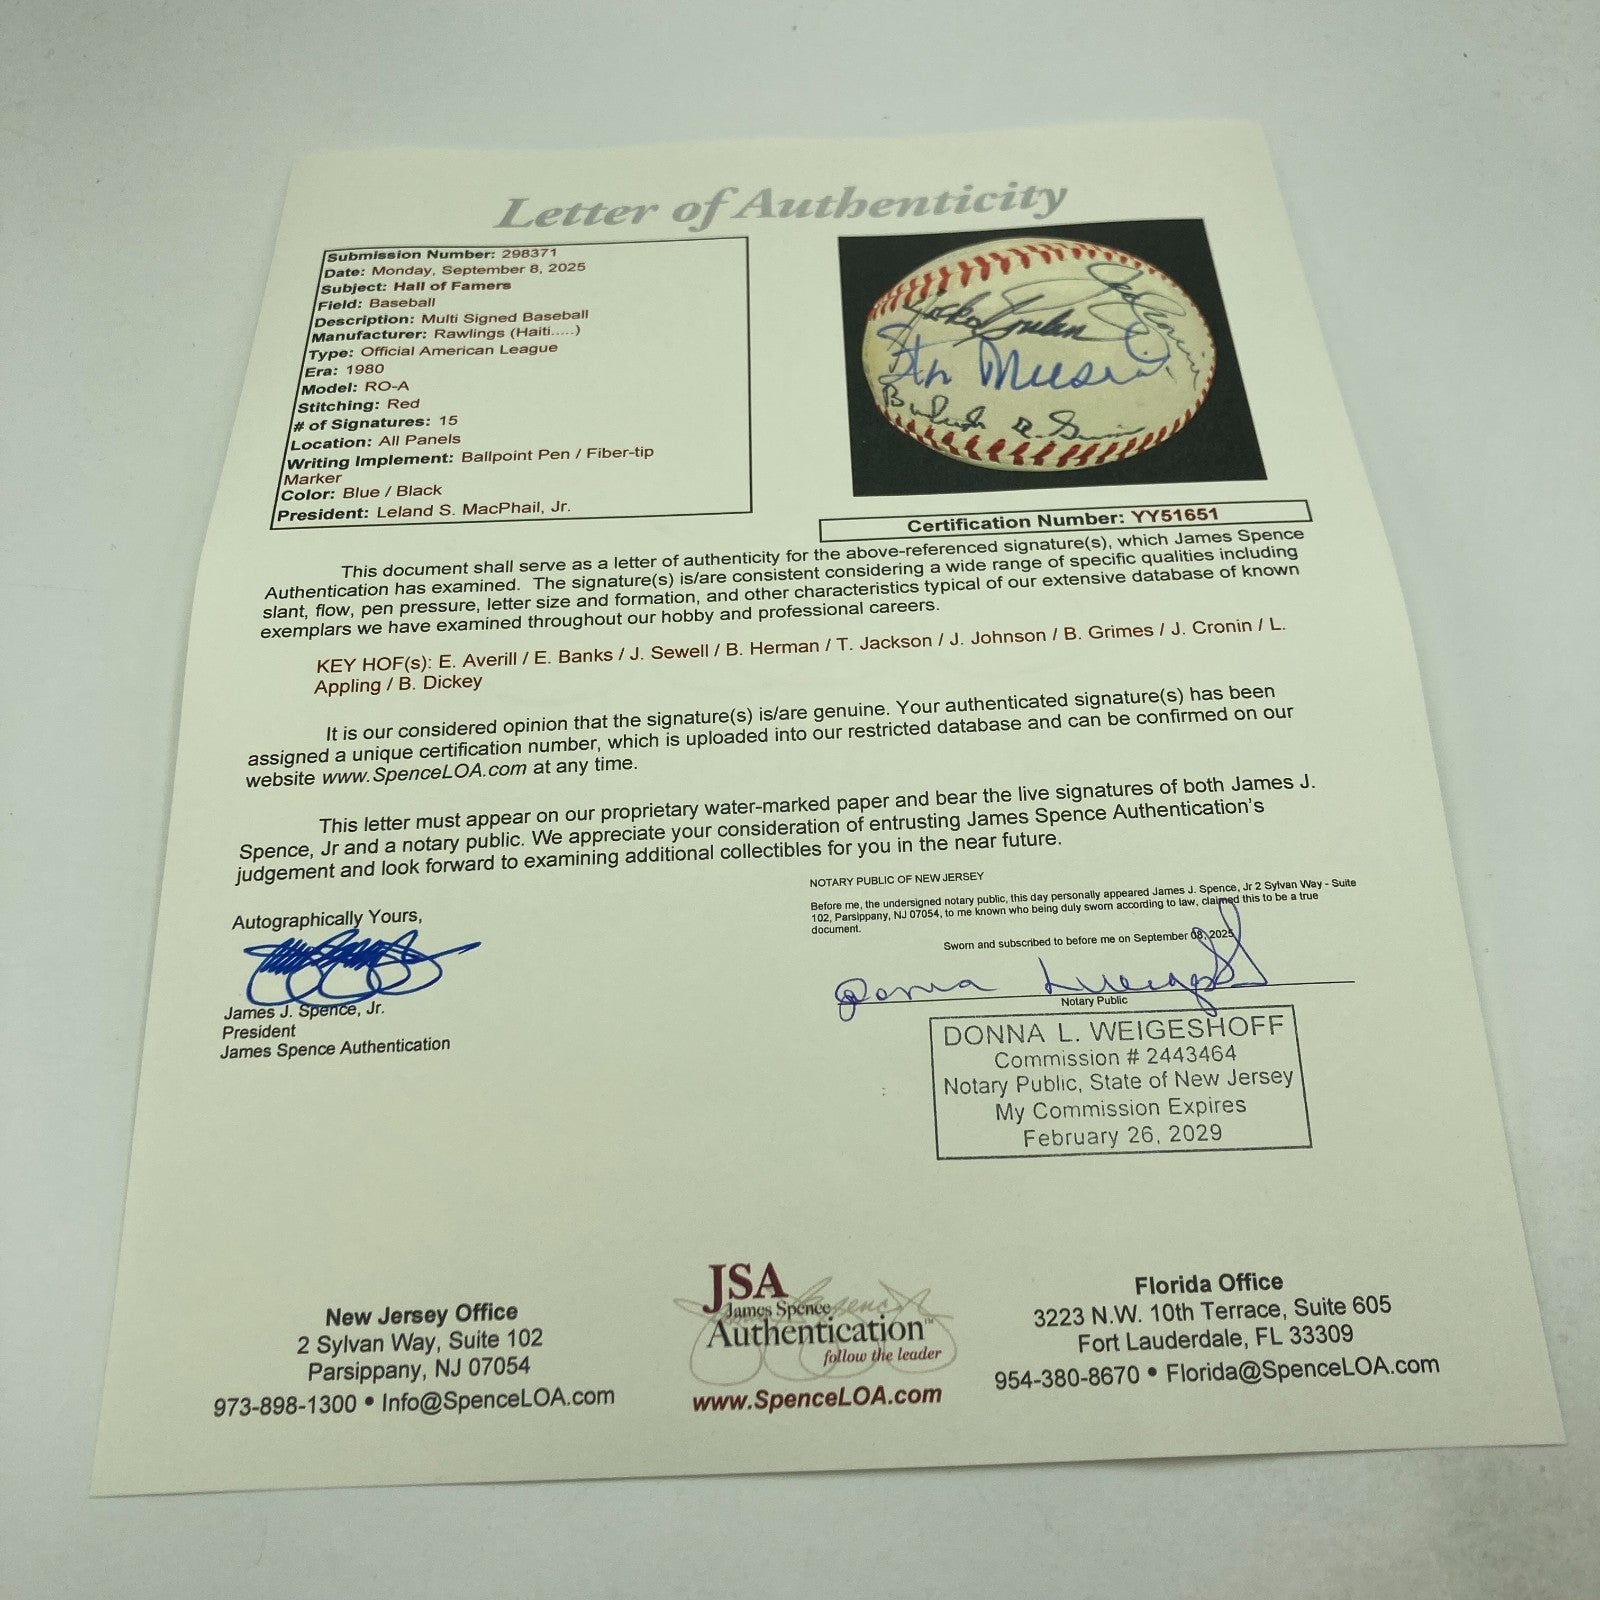 Letter of Authenticity
Submission Number: 298371
Date: Monday, September 8, 2025
Subject: Hall of Famers
Field: Baseball
Description: Multi Signed Baseball
Manufacturer: Rawlings (Haiti.....)
Type: Official American League
Era: 1980
Model: RO-A
Stitching: Red
# of Signatures: 15
Location: All Panels
Writing Implement: Ballpoint Pen / Fiber-tip
Marker
Color: Blue / Black
President: Leland S. MacPhail, Jr.
Stan Musial
Burleigh A. Grimes
Joe Cronin
Certification Number: YY51651
This document shall serve as a letter of authenticity for the above-referenced signature(s), which James Spence
Authentication has examined. The signature(s) is/are consistent considering a wide range of specific qualities including
slant, flow, pen pressure, letter size and formation, and other characteristics typical of our extensive database of known
exemplars we have examined throughout our hobby and professional careers.
KEY HOF(s): E. Averill / E. Banks / J. Sewell / B. Herman / T. Jackson / J. Johnson / B. Grimes / J. Cronin / L.
Appling / B. Dickey
It is our considered opinion that the signature(s) is/are genuine. Your authenticated signature(s) has been
assigned a unique certification number, which is uploaded into our restricted database and can be confirmed on our
website www.SpenceLOA.com at any time.
This letter must appear on our proprietary water-marked paper and bear the live signatures of both James J.
Spence, Jr and a notary public. We appreciate your consideration of entrusting James Spence Authentication's
judgement and look forward to examining additional collectibles for you in the near future.
NOTARY PUBLIC OF NEW JERSEY
Before me, the undersigned notary public, this day personally appeared James J. Spence, Jr 2 Sylvan Way - Suite
102, Parsippany, NJ 07054, to me known who being duly sworn according to law, claimed this to be a true
document.
Sworn and subscribed to before me on September 08, 2025
Notary Public
Autographically Yours,
James J. Spence, Jr.
President
James Spence Authentication
DONNA L. WEIGESHOFF
Commission # 2443464
Notary Public, State of New Jersey
My Commission Expires
February 26, 2029
New Jersey Office
2 Sylvan Way, Suite 102
Parsippany, NJ 07054
973-898-1300 • Info@SpenceLOA.com
JSA
James Spence
Authentication™
follow the leader
www.SpenceLOA.com
Florida Office
3223 N.W. 10th Terrace, Suite 605
Fort Lauderdale, FL 33309
954-380-8670 • Florida@SpenceLOA.com